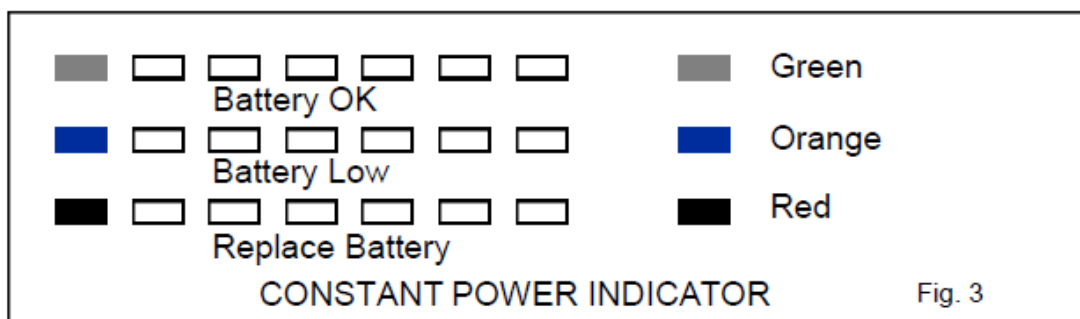 Green
Battery OK
Orange
Battery Low
Red
Replace Battery
CONSTANT POWER INDICATOR
Fig. 3